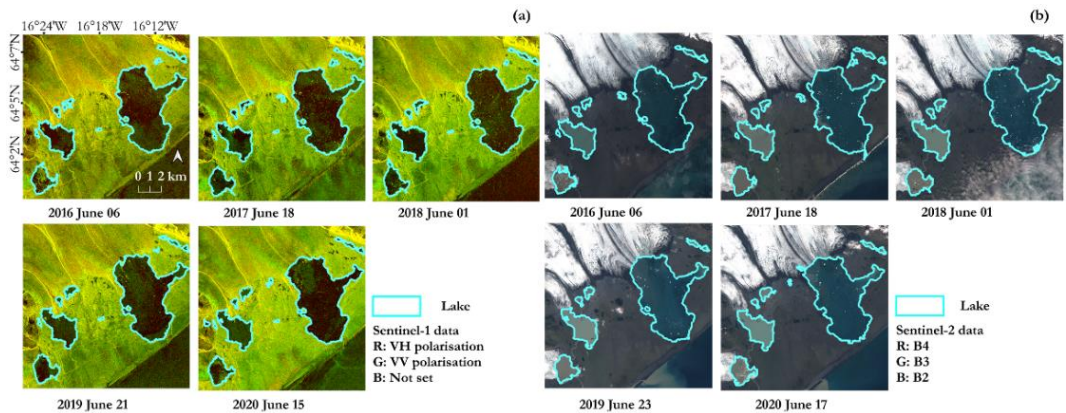 (a)
16°24'W 16°18'W 16°12'W
64°7'N
64°5'N
64°2'N
0 1 2 km
2016 June 06
2017 June 18
2018 June 01
2019 June 21
2020 June 15
Lake
Sentinel-1 data
R: VH polarisation
G: VV polarisation
B: Not set
(b)
2016 June 06
2017 June 18
2018 June 01
2019 June 23
2020 June 17
Lake
Sentinel-2 data
R: B4
G: B3
B: B2